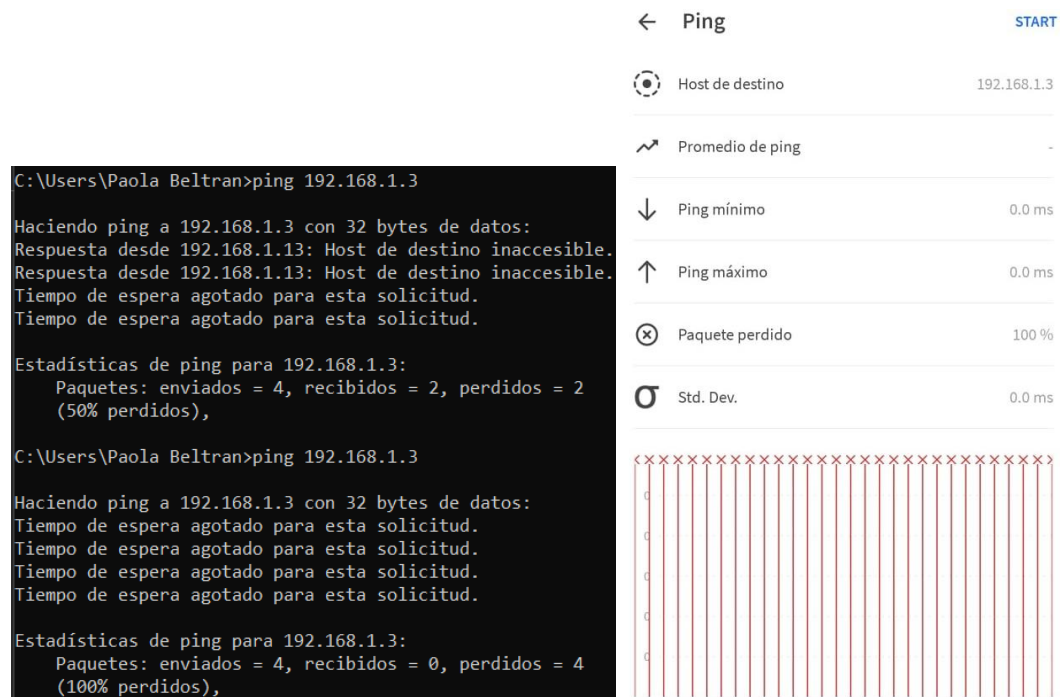 C:\Users\Paola Beltran>ping 192.168.1.3
Haciendo ping a 192.168.1.3 con 32 bytes de datos:
Respuesta desde 192.168.1.13: Host de destino inaccesible.
Respuesta desde 192.168.1.13: Host de destino inaccesible.
Tiempo de espera agotado para esta solicitud.
Tiempo de espera agotado para esta solicitud.
Estadísticas de ping para 192.168.1.3:
Paquetes: enviados = 4, recibidos = 2, perdidos = 2
(50% perdidos),
C:\Users\Paola Beltran>ping 192.168.1.3
Haciendo ping a 192.168.1.3 con 32 bytes de datos:
Tiempo de espera agotado para esta solicitud.
Tiempo de espera agotado para esta solicitud.
Tiempo de espera agotado para esta solicitud.
Tiempo de espera agotado para esta solicitud.
Estadísticas de ping para 192.168.1.3:
Paquetes: enviados = 4, recibidos = 0, perdidos = 4
(100% perdidos),
Ping START
Host de destino 192.168.1.3
Promedio de ping -
Ping mínimo 0.0 ms
Ping máximo 0.0 ms
Paquete perdido 100 %
σ Std. Dev. 0.0 ms
0
0
0
0
0